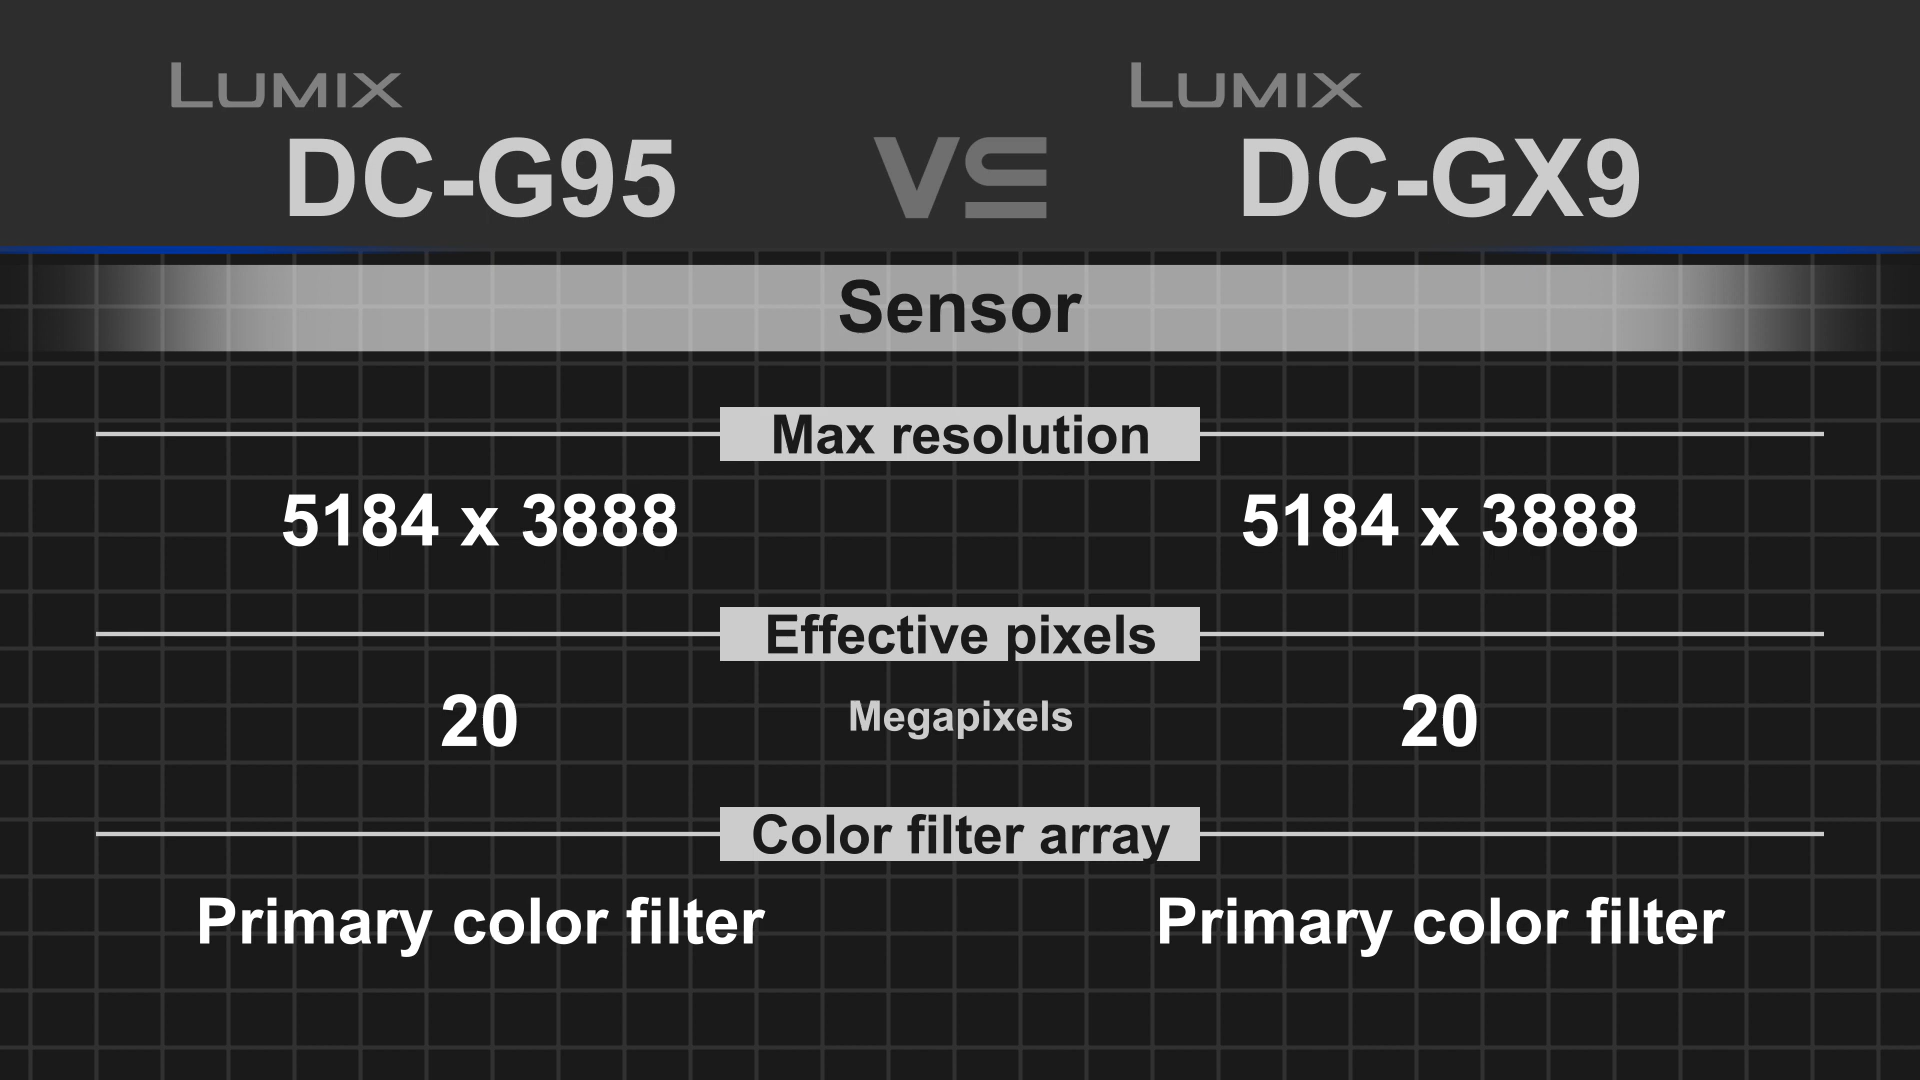 LUMIX
DC-G95
VS
LUMIX
DC-GX9
Sensor
Max resolution
5184 x 3888
5184 x 3888
Effective pixels
20
Megapixels
20
Color filter array
Primary color filter
Primary color filter